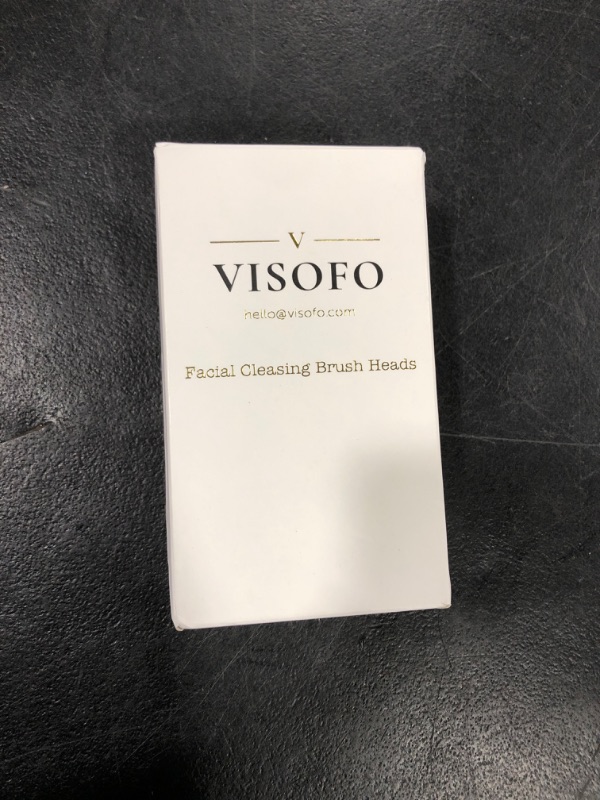 V
VISOFO
hello@visofo.com
Facial Cleasing Brush Heads